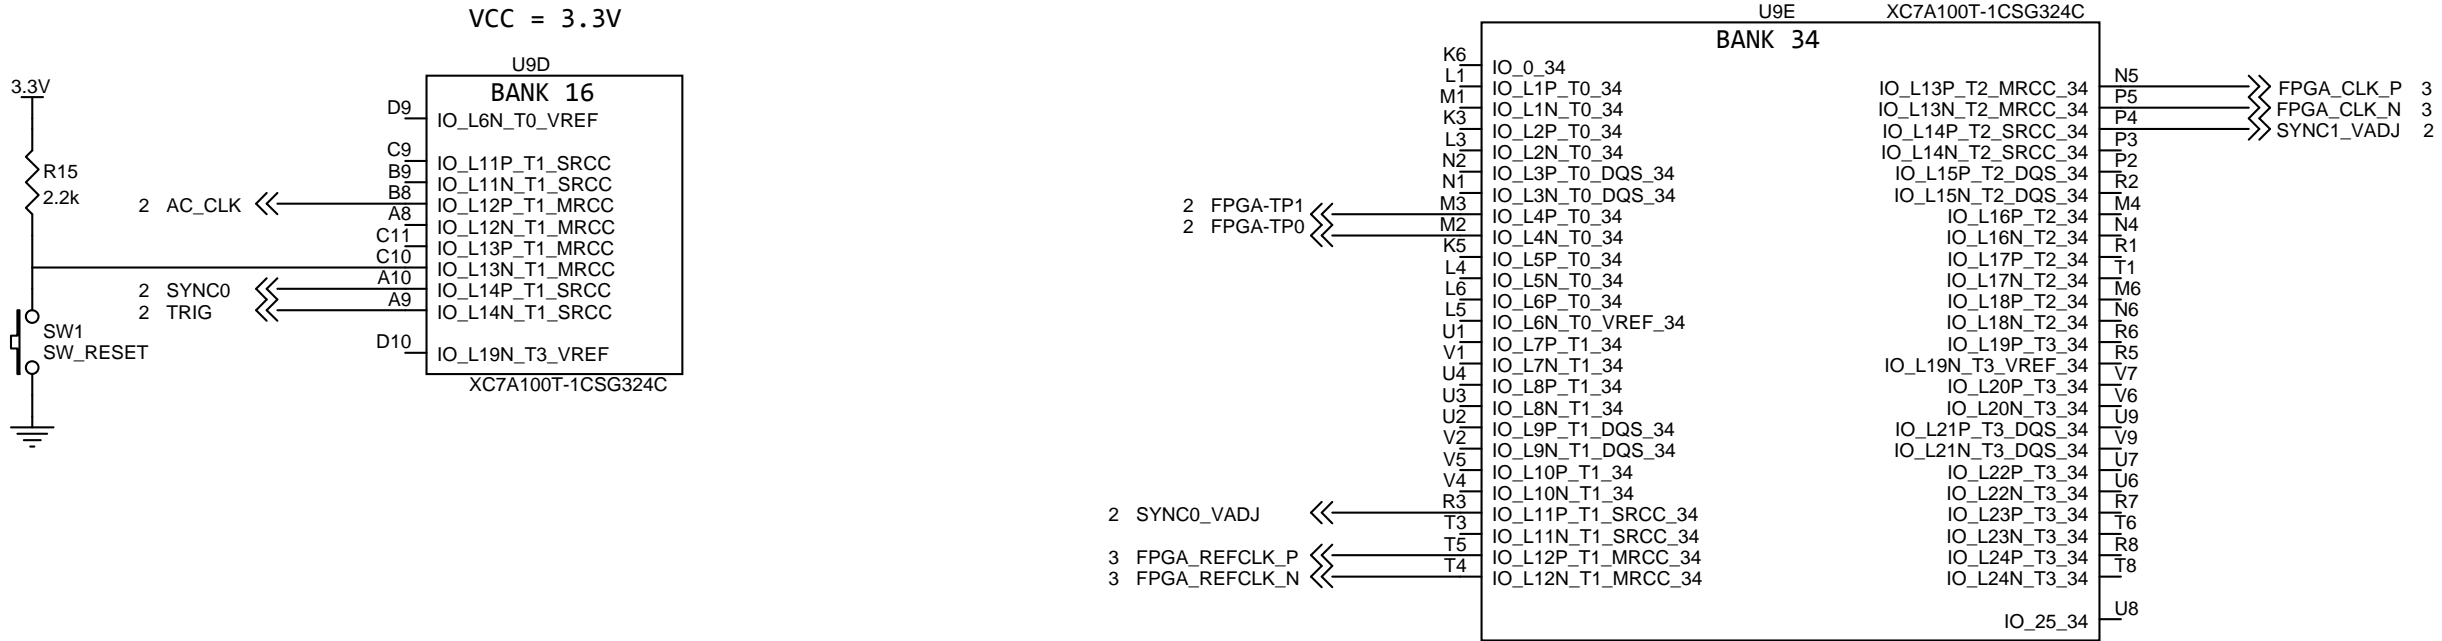 VCC = 3.3V
3.3V
R15
2.2k
SW1
SW_RESET
U9D
BANK 16
D9 IO_L6N_T0_VREF
C9 IO_L11P_T1_SRCC
B9 IO_L11N_T1_SRCC
2 AC_CLK B8 IO_L12P_T1_MRCC
A8 IO_L12N_T1_MRCC
C11 IO_L13P_T1_MRCC
C10 IO_L13N_T1_MRCC
2 SYNC0 A10 IO_L14P_T1_SRCC
2 TRIG A9 IO_L14N_T1_SRCC
D10 IO_L19N_T3_VREF
XC7A100T-1CSG324C
U9E XC7A100T-1CSG324C
BANK 34
K6 IO_0_34
L1 IO_L1P_T0_34
M1 IO_L1N_T0_34
K3 IO_L2P_T0_34
L3 IO_L2N_T0_34
N2 IO_L3P_T0_DQS_34
N1 IO_L3N_T0_DQS_34
2 FPGA-TP1 M3 IO_L4P_T0_34
2 FPGA-TP0 M2 IO_L4N_T0_34
K5 IO_L5P_T0_34
L4 IO_L5N_T0_34
L6 IO_L6P_T0_34
L5 IO_L6N_T0_VREF_34
U1 IO_L7P_T1_34
V1 IO_L7N_T1_34
U4 IO_L8P_T1_34
U3 IO_L8N_T1_34
U2 IO_L9P_T1_DQS_34
V2 IO_L9N_T1_DQS_34
V5 IO_L10P_T1_34
V4 IO_L10N_T1_34
2 SYNC0_VADJ R3 IO_L11P_T1_SRCC_34
T3 IO_L11N_T1_SRCC_34
3 FPGA_REFCLK_P T5 IO_L12P_T1_MRCC_34
3 FPGA_REFCLK_N T4 IO_L12N_T1_MRCC_34
IO_L13P_T2_MRCC_34 N5 FPGA_CLK_P 3
IO_L13N_T2_MRCC_34 P5 FPGA_CLK_N 3
IO_L14P_T2_SRCC_34 P4 SYNC1_VADJ 2
IO_L14N_T2_SRCC_34 P3
IO_L15P_T2_DQS_34 P2
IO_L15N_T2_DQS_34 R2
IO_L16P_T2_34 M4
IO_L16N_T2_34 N4
IO_L17P_T2_34 R1
IO_L17N_T2_34 T1
IO_L18P_T2_34 M6
IO_L18N_T2_34 N6
IO_L19P_T3_34 R6
IO_L19N_T3_VREF_34 R5
IO_L20P_T3_34 V7
IO_L20N_T3_34 V6
IO_L21P_T3_DQS_34 U9
IO_L21N_T3_DQS_34 V9
IO_L22P_T3_34 U7
IO_L22N_T3_34 U6
IO_L23P_T3_34 R7
IO_L23N_T3_34 T6
IO_L24P_T3_34 R8
IO_L24N_T3_34 T8
IO_25_34 U8